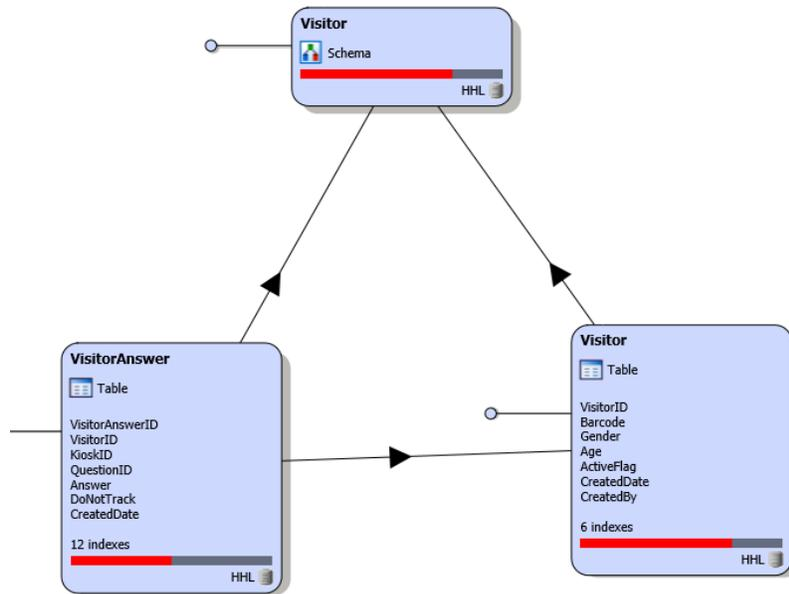 Visitor
Schema
HHL
VisitorAnswer
Table
VisitorAnswerID
VisitorID
KioskID
QuestionID
Answer
DoNotTrack
CreatedDate
12 indexes
HHL
Visitor
Table
VisitorID
Barcode
Gender
Age
ActiveFlag
CreatedDate
CreatedBy
6 indexes
HHL